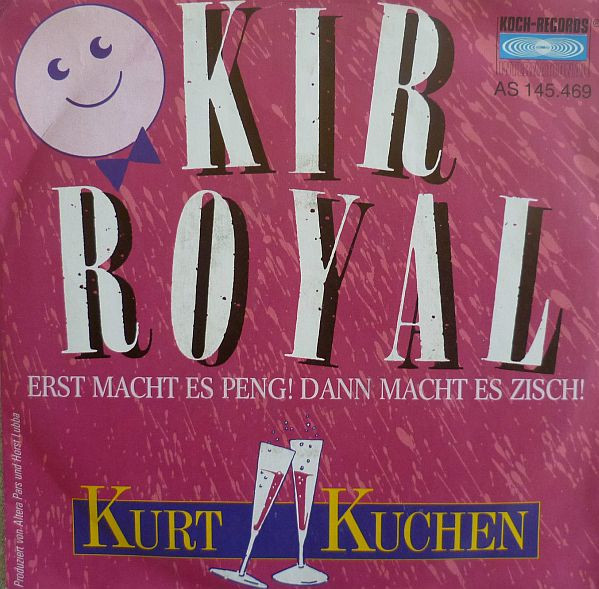 KIR
ROYAL
KOCH-RECORDS
AS 145.469
ERST MACHT ES PENG! DANN MACHT ES ZISCH!
KURT KUCHEN
Produziert von Altera Pars und Horst Lubba